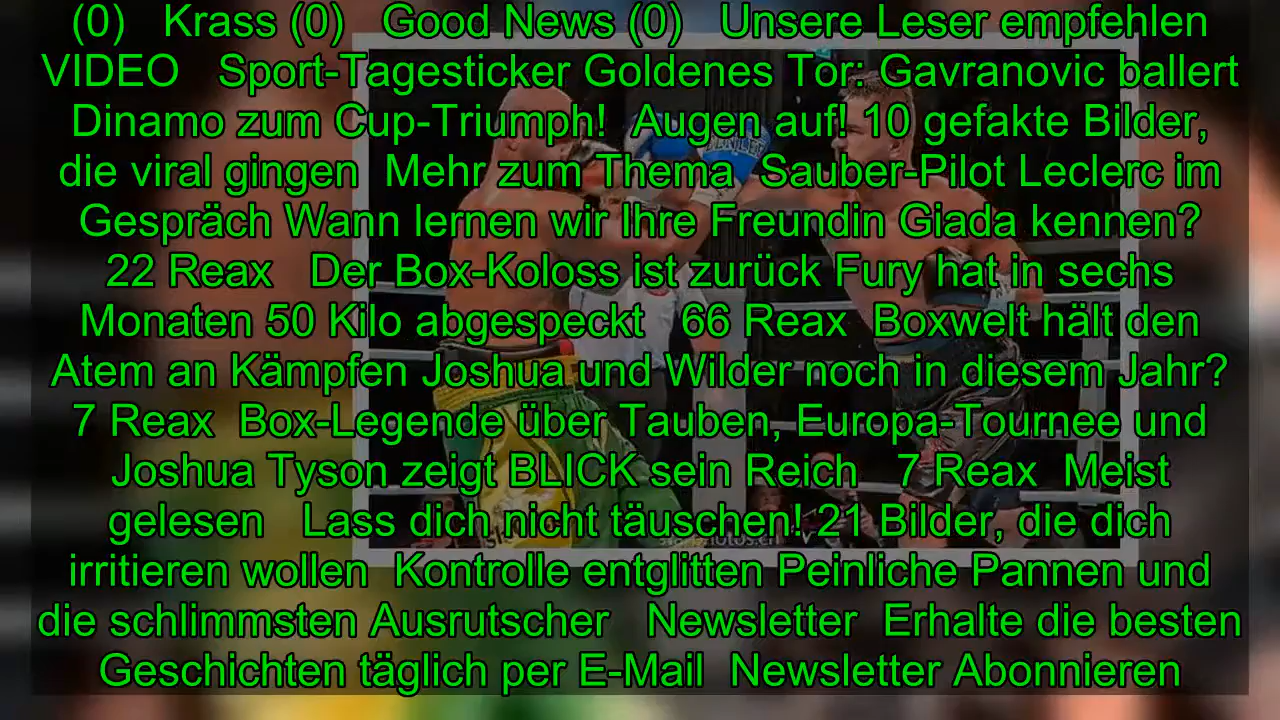 (0) Krass (0) Good News (0) Unsere Leser empfehlen
VIDEO Sport-Tagesticker Goldenes Tor: Gavranovic ballert
Dinamo zum Cup-Triumph! Augen auf! 10 gefakte Bilder,
die viral gingen Mehr zum Thema Sauber-Pilot Leclerc im
Gespräch Wann lernen wir Ihre Freundin Giada kennen?
22 Reax Der Box-Koloss ist zurück Fury hat in sechs
Monaten 50 Kilo abgespeckt 66 Reax Boxwelt hält den
Atem an Kämpfen Joshua und Wilder noch in diesem Jahr?
7 Reax Box-Legende über Tauben, Europa-Tournee und
Joshua Tyson zeigt BLICK sein Reich 7 Reax Meist
gelesen Lass dich nicht täuschen! 21 Bilder, die dich
irritieren wollen Kontrolle entglitten Peinliche Pannen und
die schlimmsten Ausrutscher Newsletter Erhalte die besten
Geschichten täglich per E-Mail Newsletter Abonnieren